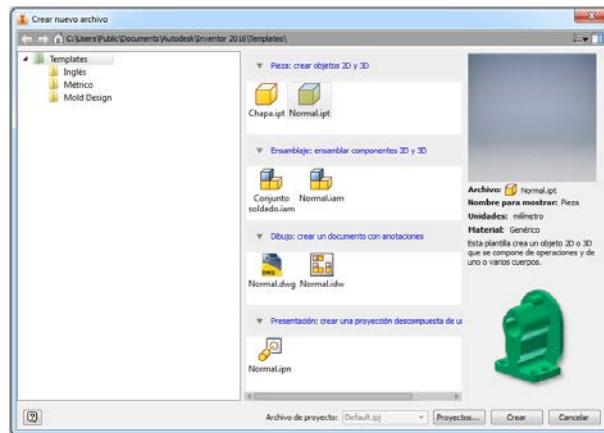 Crear nuevo archivo
C:\Users\Public\Documents\Autodesk\Inventor 2016\Templates\
Templates
Inglés
Métrico
Mold Design
Pieza: crear objetos 2D y 3D
Chapa.ipt Normal.ipt
Ensamblaje: ensamblar componentes 2D y 3D
Conjunto soldado.iam Normal.iam
Dibujo: crear un documento con anotaciones
DWG
Normal.dwg Normal.idw
Presentación: crear una proyección descompuesta de un
Normal.ipn
Archivo: Normal.ipt
Nombre para mostrar: Pieza
Unidades: milímetro
Material: Genérico
Esta plantilla crea un objeto 2D o 3D
que se compone de operaciones y de
uno o varios cuerpos.
?
Archivo de proyecto: Default.ipj Proyectos... Crear Cancelar